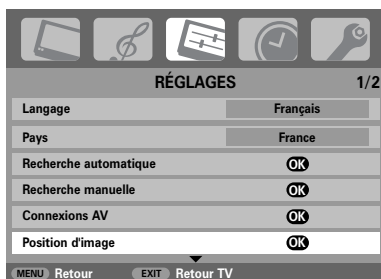 RÉGLAGES 1/2
Langage Français
Pays France
Recherche automatique OK
Recherche manuelle OK
Connexions AV OK
Position d'image OK
MENU Retour EXIT Retour TV